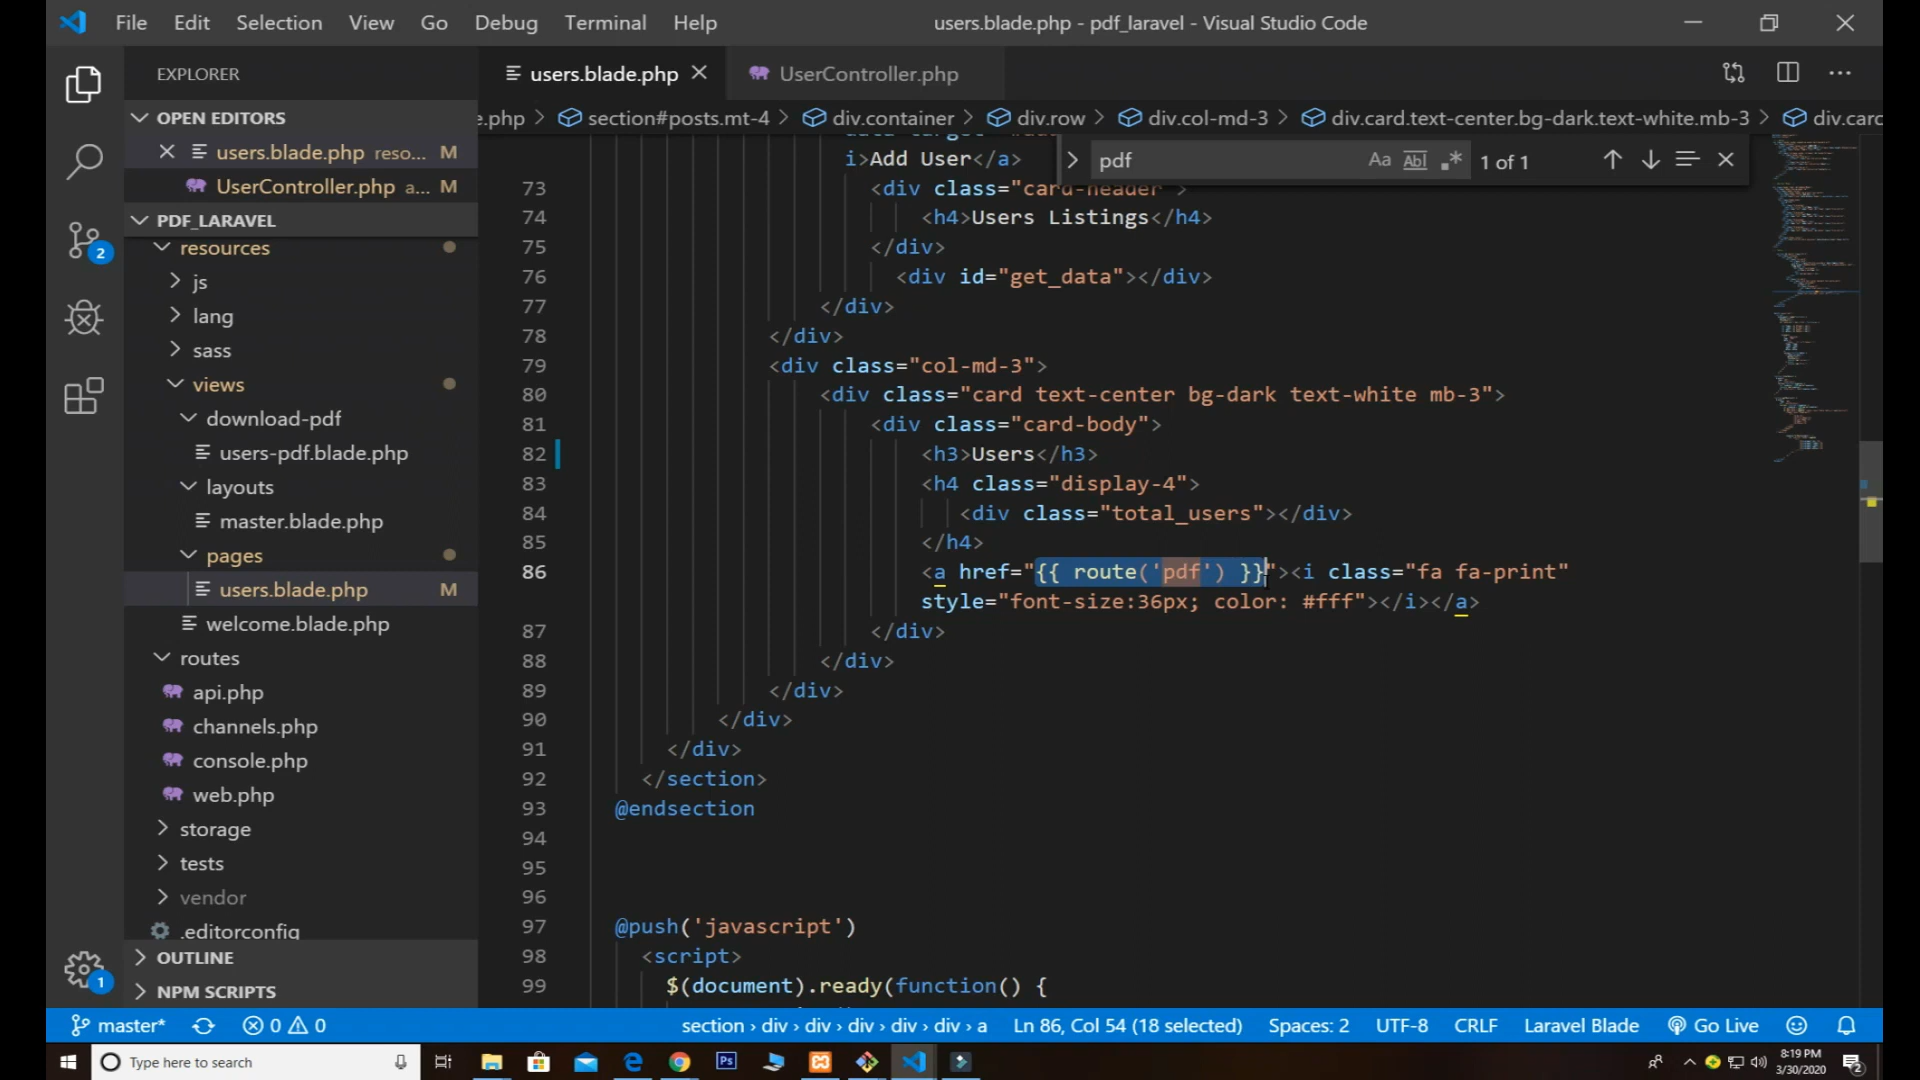 File Edit Selection View Go Debug Terminal Help
users.blade.php - pdf_laravel - Visual Studio Code
EXPLORER
OPEN EDITORS
users.blade.php reso... M
UserController.php a... M
PDF_LARAVEL
resources
js
lang
sass
views
download-pdf
users-pdf.blade.php
layouts
master.blade.php
pages
users.blade.php M
welcome.blade.php
routes
api.php
channels.php
console.php
web.php
storage
tests
vendor
.editorconfig
OUTLINE
NPM SCRIPTS
2
1
users.blade.php UserController.php
e.php > section#posts.mt-4 > div.container > div.row > div.col-md-3 > div.card.text-center.bg-dark.text-white.mb-3 > div.card
pdf Aa Abl .* 1 of 1
i>Add User</a>
73 <div class="card-header">
74 <h4>Users Listings</h4>
75 </div>
76 <div id="get_data"></div>
77 </div>
78 </div>
79 <div class="col-md-3">
80 <div class="card text-center bg-dark text-white mb-3">
81 <div class="card-body">
82 <h3>Users</h3>
83 <h4 class="display-4">
84 <div class="total_users"></div>
85 </h4>
86 <a href="{{ route('pdf') }}"><i class="fa fa-print"
style="font-size:36px; color: #fff"></i></a>
87 </div>
88 </div>
89 </div>
90 </div>
91 </div>
92 </section>
93 @endsection
94
95
96
97 @push('javascript')
98 <script>
99 $(document).ready(function() {
master* 0 0 section › div › div › div › div › div › a Ln 86, Col 54 (18 selected) Spaces: 2 UTF-8 CRLF Laravel Blade Go Live
Type here to search
Ps
8:19 PM
3/30/2020
2